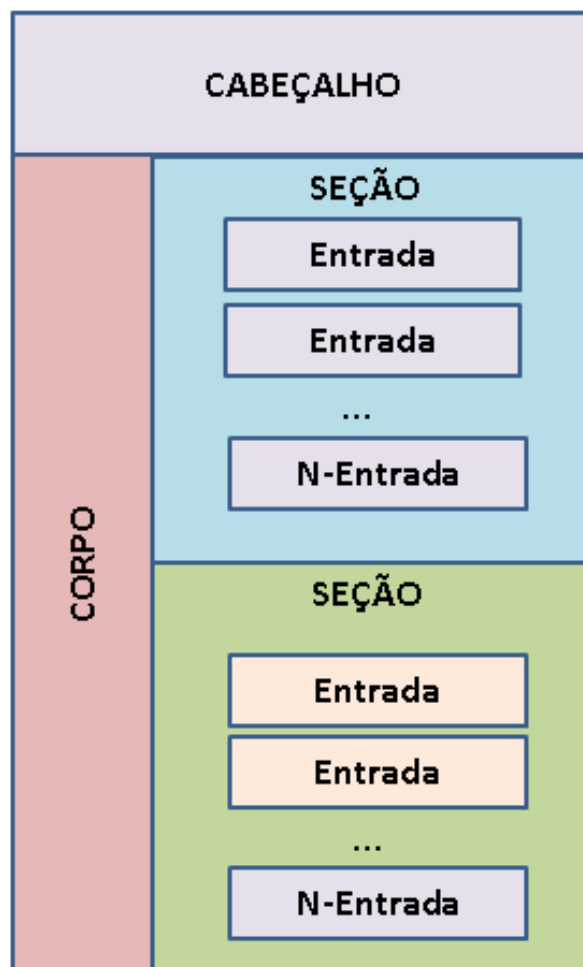 CABEÇALHO
CORPO
SEÇÃO
Entrada
Entrada
...
N-Entrada
SEÇÃO
Entrada
Entrada
...
N-Entrada